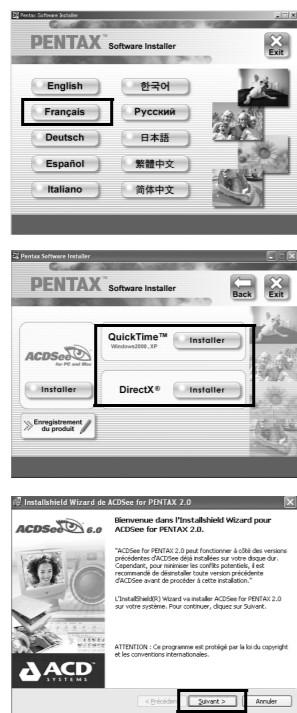 Pentax Software Installer
PENTAX™ Software Installer
Exit
English
한국어
Français
Русский
Deutsch
日本語
Español
繁體中文
Italiano
简体中文
Pentax Software Installer
PENTAX™ Software Installer
Back
Exit
QuickTime™
Windows2000, XP
Installer
ACDSee
for PC and Mac
Installer
DirectX®
Installer
Enregistrement
du produit
Installshield Wizard de ACDSee for PENTAX 2.0
ACDSee 6.0
Bienvenue dans l'Installshield Wizard pour
ACDSee for PENTAX 2.0.
"ACDSee for PENTAX 2.0 peut fonctionner à côté des versions
précédentes d'ACDSee déjà installées sur votre disque dur.
Cependant, pour minimiser les conflits potentiels, il est
recommandé de désinstaller toute version précédente
d'ACDSee avant de procéder à cette installation."
L'InstallShield(R) Wizard va installer ACDSee for PENTAX 2.0
sur votre système. Pour continuer, cliquez sur Suivant.
ATTENTION : Ce programme est protégé par la loi du copyright
et les conventions internationales.
ACD
SYSTEMS
< Précédent
Suivant >
Annuler